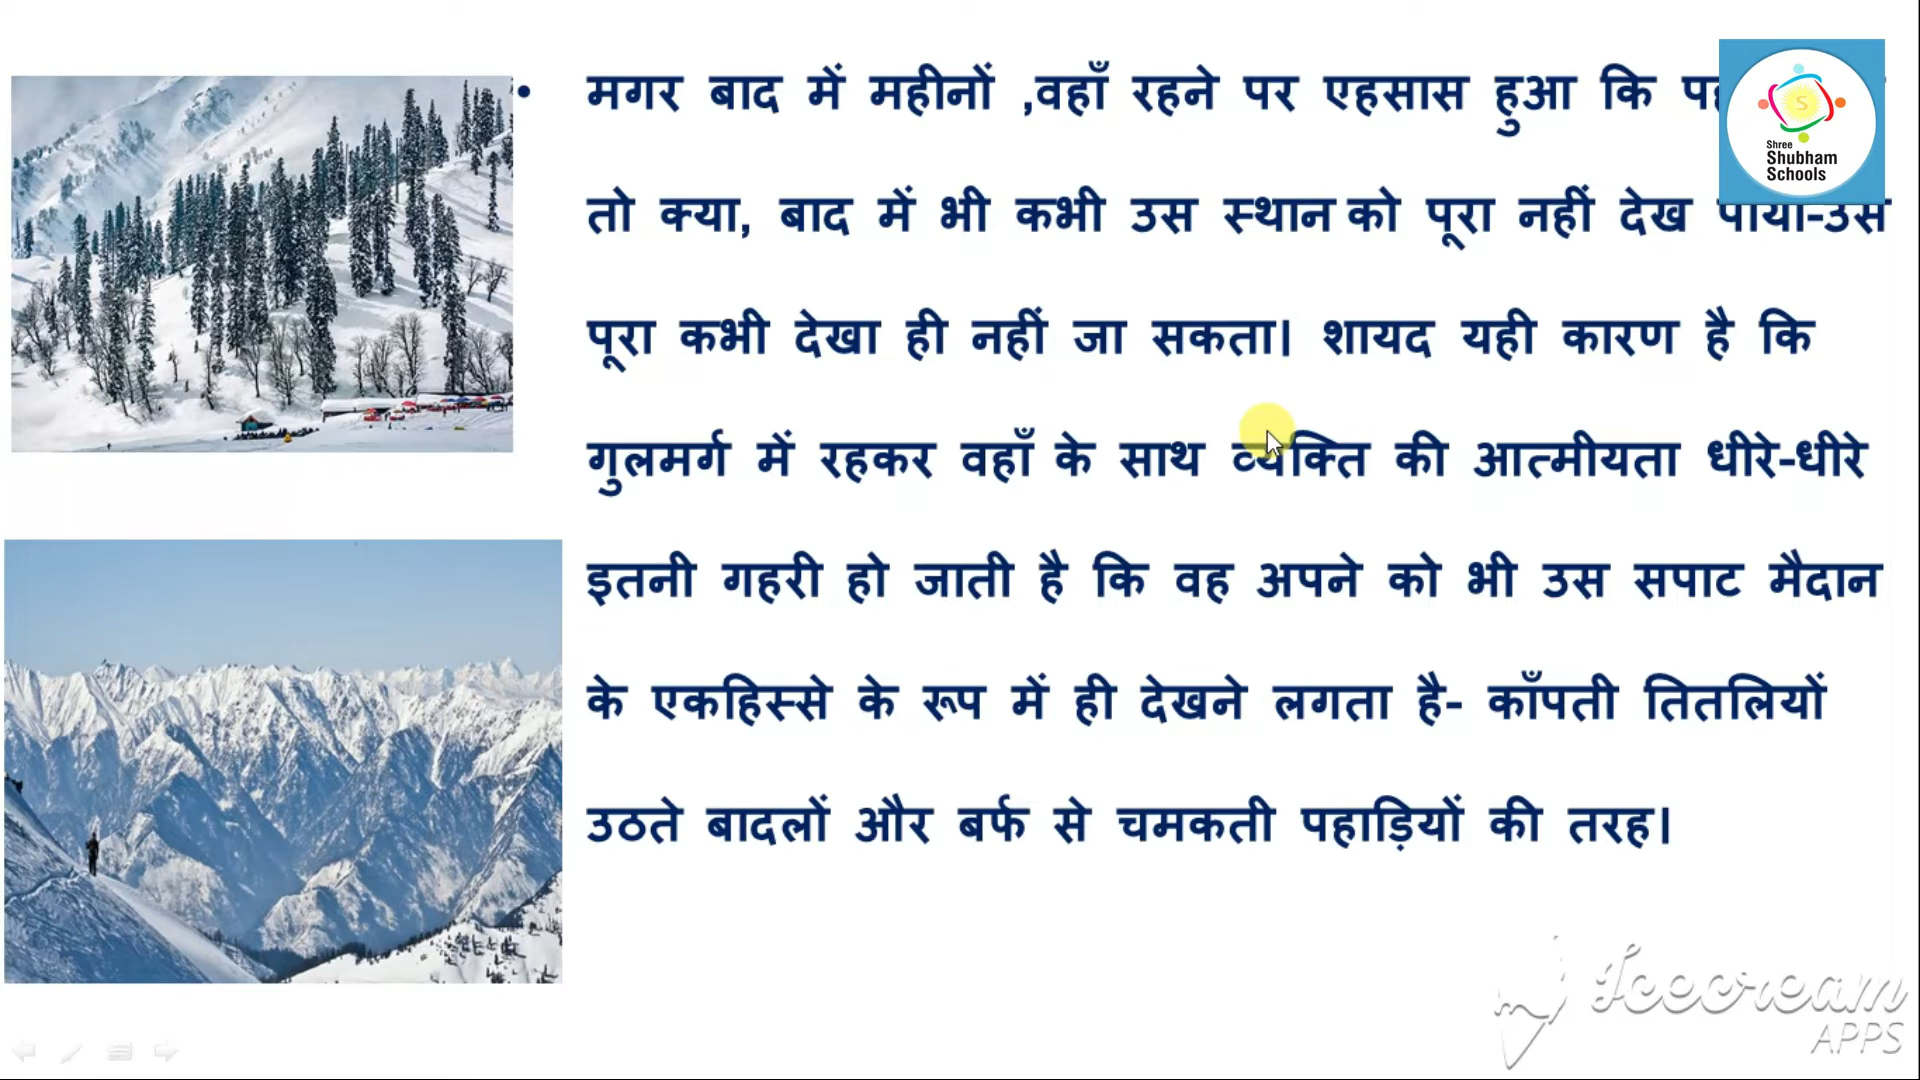 • मगर बाद में महीनों ,वहाँ रहने पर एहसास हुआ कि
तो क्या, बाद में भी कभी उस स्थान को पूरा नहीं देख पाया-उसे
पूरा कभी देखा ही नहीं जा सकता। शायद यही कारण है कि
गुलमर्ग में रहकर वहाँ के साथ व्यक्ति की आत्मीयता धीरे-धीरे
इतनी गहरी हो जाती है कि वह अपने को भी उस सपाट मैदान
के एकहिस्से के रूप में ही देखने लगता है- काँपती तितलियों
उठते बादलों और बर्फ से चमकती पहाड़ियों की तरह।
Shree
Shubham
Schools
S
Icecream
APPS